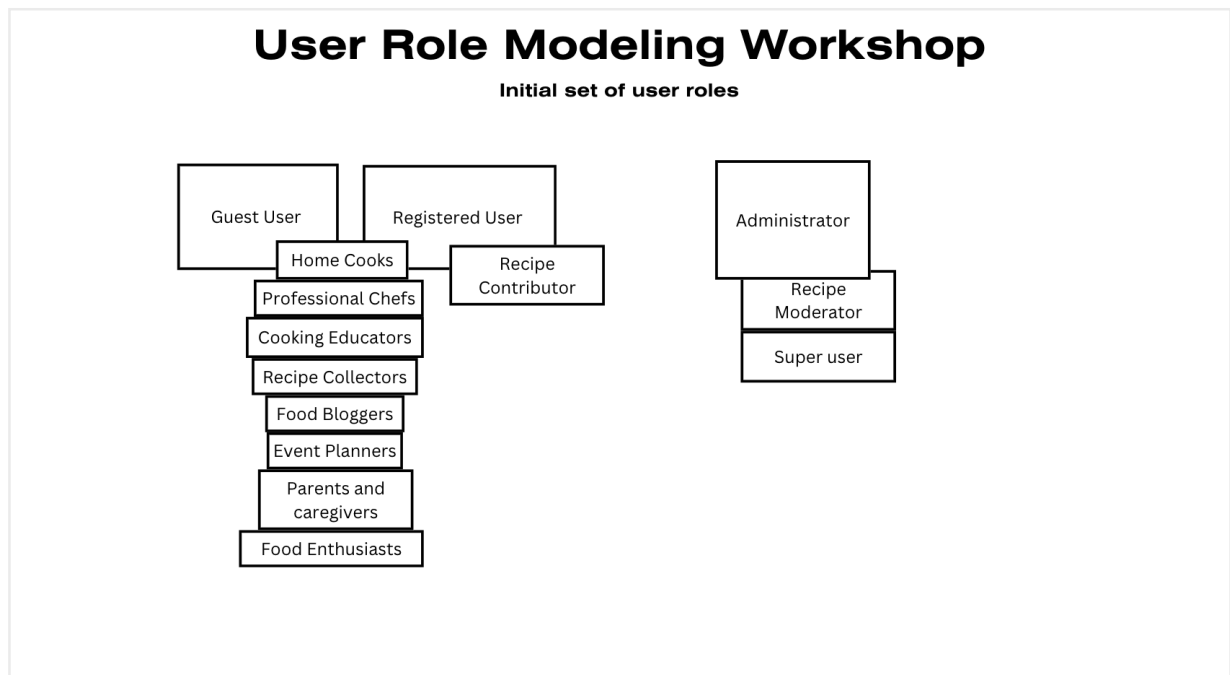 User Role Modeling Workshop
Initial set of user roles
Guest User
Registered User
Home Cooks
Recipe
Contributor
Professional Chefs
Cooking Educators
Recipe Collectors
Food Bloggers
Event Planners
Parents and
caregivers
Food Enthusiasts
Administrator
Recipe
Moderator
Super user